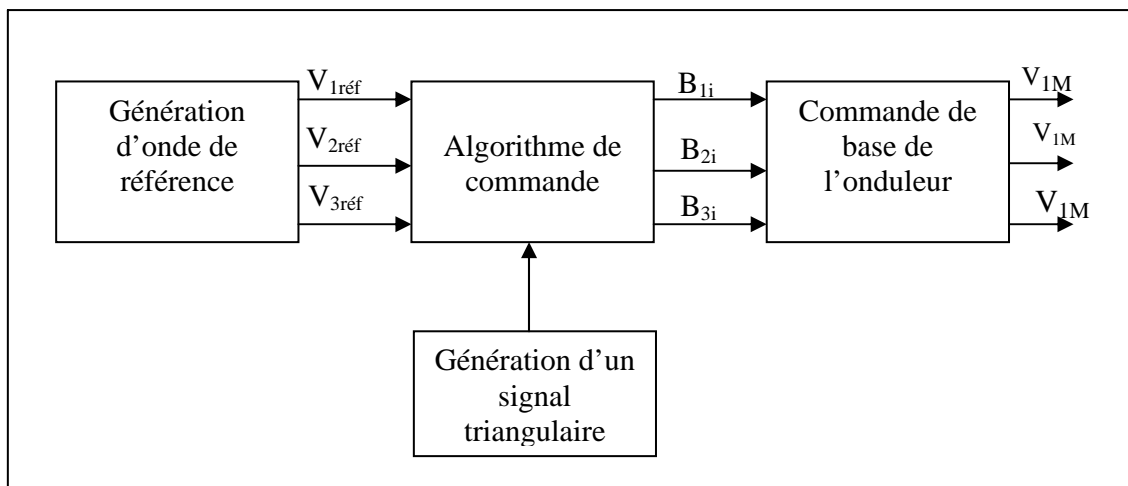 Génération
d’onde de
référence
V1réf
V2réf
V3réf
Algorithme de
commande
B1i
B2i
B3i
Commande de
base de
l’onduleur
V1M
V1M
V1M
Génération d’un
signal
triangulaire